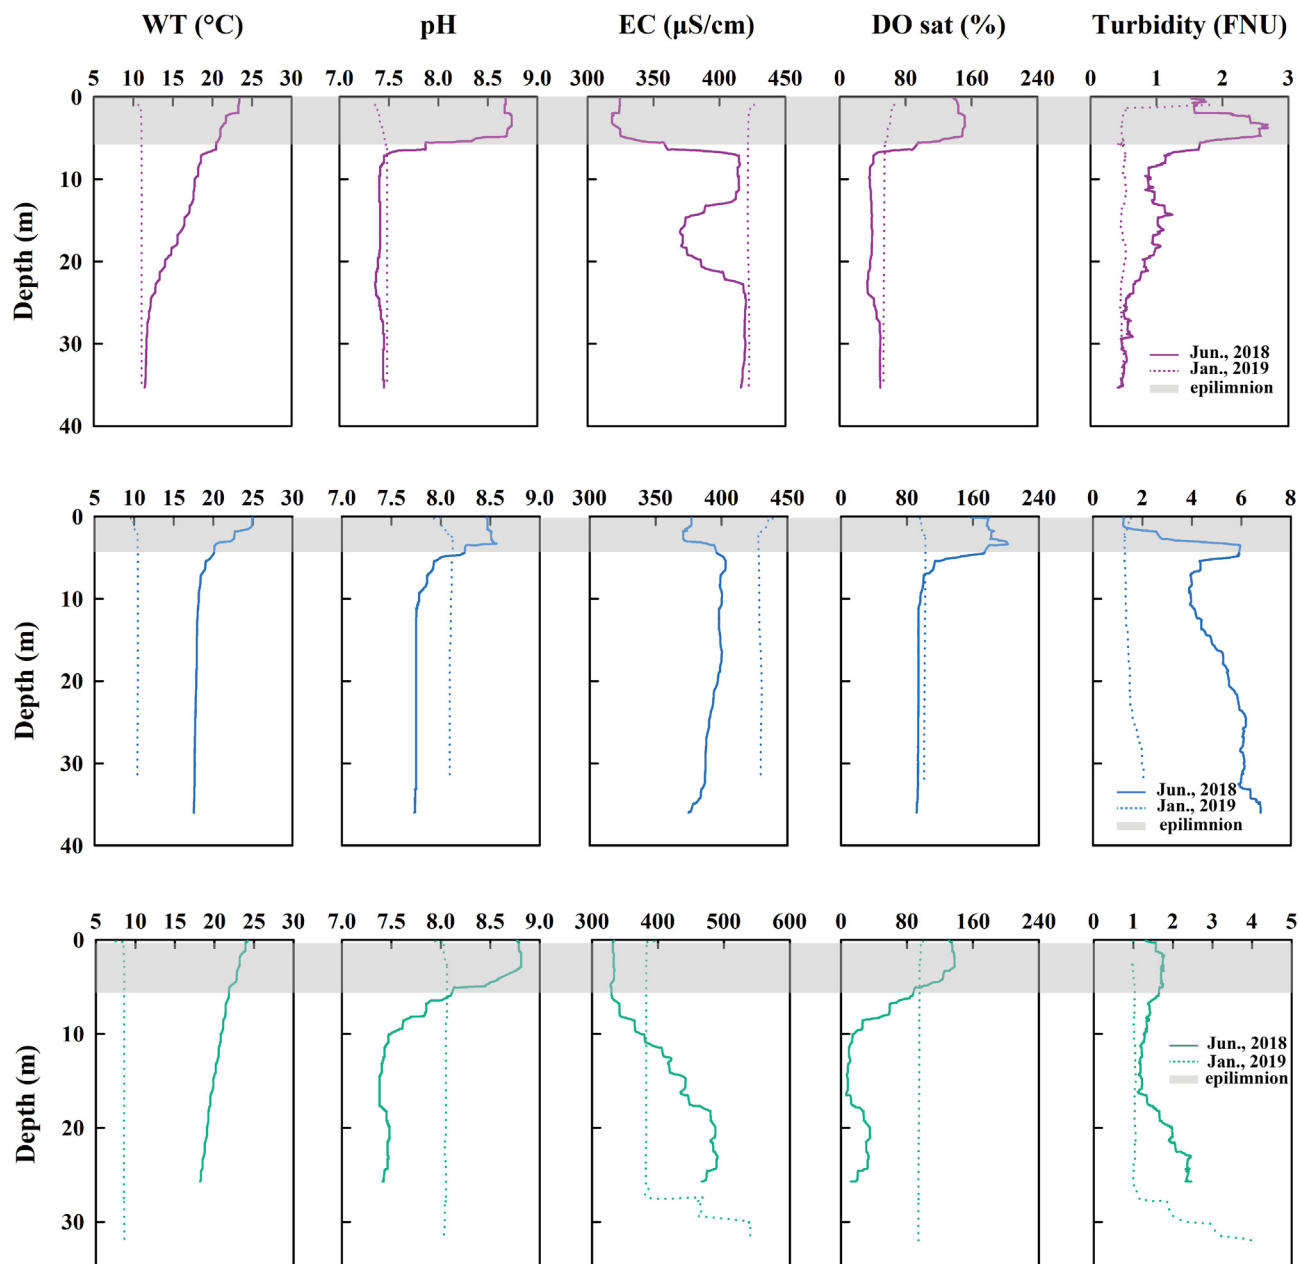 WT (°C) pH EC (μS/cm) DO sat (%) Turbidity (FNU)
5 10 15 20 25 30 7.0 7.5 8.0 8.5 9.0 300 350 400 450 0 80 160 240 0 1 2 3
0
10
20
30
40
Depth (m)
Jun., 2018
Jan., 2019
epilimnion
5 10 15 20 25 30 7.0 7.5 8.0 8.5 9.0 300 350 400 450 0 80 160 240 0 2 4 6 8
0
10
20
30
40
Depth (m)
Jun., 2018
Jan., 2019
epilimnion
5 10 15 20 25 30 7.0 7.5 8.0 8.5 9.0 300 400 500 600 0 80 160 240 0 1 2 3 4 5
0
10
20
30
Depth (m)
Jun., 2018
Jan., 2019
epilimnion